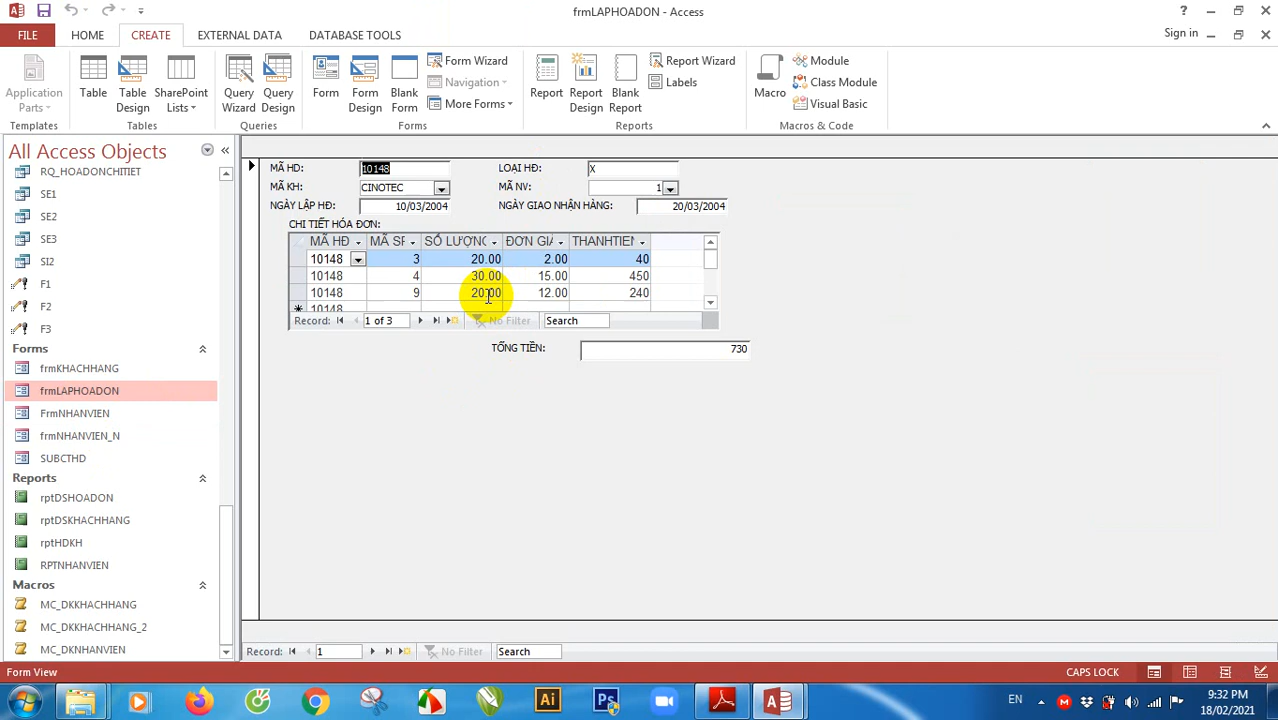 frmLAPHOADON - Access
FILE HOME CREATE EXTERNAL DATA DATABASE TOOLS Sign in
Application Parts
Table
Table Design
SharePoint Lists
Query Wizard
Query Design
Form
Form Design
Blank Form
Form Wizard
Navigation
More Forms
Report
Report Design
Blank Report
Report Wizard
Labels
Macro
Module
Class Module
Visual Basic
Templates Tables Queries Forms Reports Macros & Code
All Access Objects
RQ_HOADONCHITIET
SE1
SE2
SE3
SI2
F1
F2
F3
Forms
frmKHACHHANG
frmLAPHOADON
FrmNHANVIEN
frmNHANVIEN_N
SUBCTHD
Reports
rptDSHOADON
rptDSKHACHHANG
rptHDKH
RPTNHANVIEN
Macros
MC_DKKHACHHANG
MC_DKKHACHHANG_2
MC_DKNHANVIEN
MÃ HD: 10148 LOẠI HĐ: X
MÃ KH: CINOTEC MÃ NV: 1
NGÀY LẬP HĐ: 10/03/2004 NGÀY GIAO NHẬN HÀNG: 20/03/2004
CHI TIẾT HÓA ĐƠN:
MÃ HĐ MÃ SF SỐ LƯỢNG ĐƠN GIÁ THANHTIEN
10148 3 20.00 2.00 40
10148 4 30.00 15.00 450
10148 9 20.00 12.00 240
10148
Record: 1 of 3 No Filter Search
TỔNG TIỀN: 730
Record: 1 No Filter Search
Form View CAPS LOCK
Ai Ps EN 9:32 PM
18/02/2021